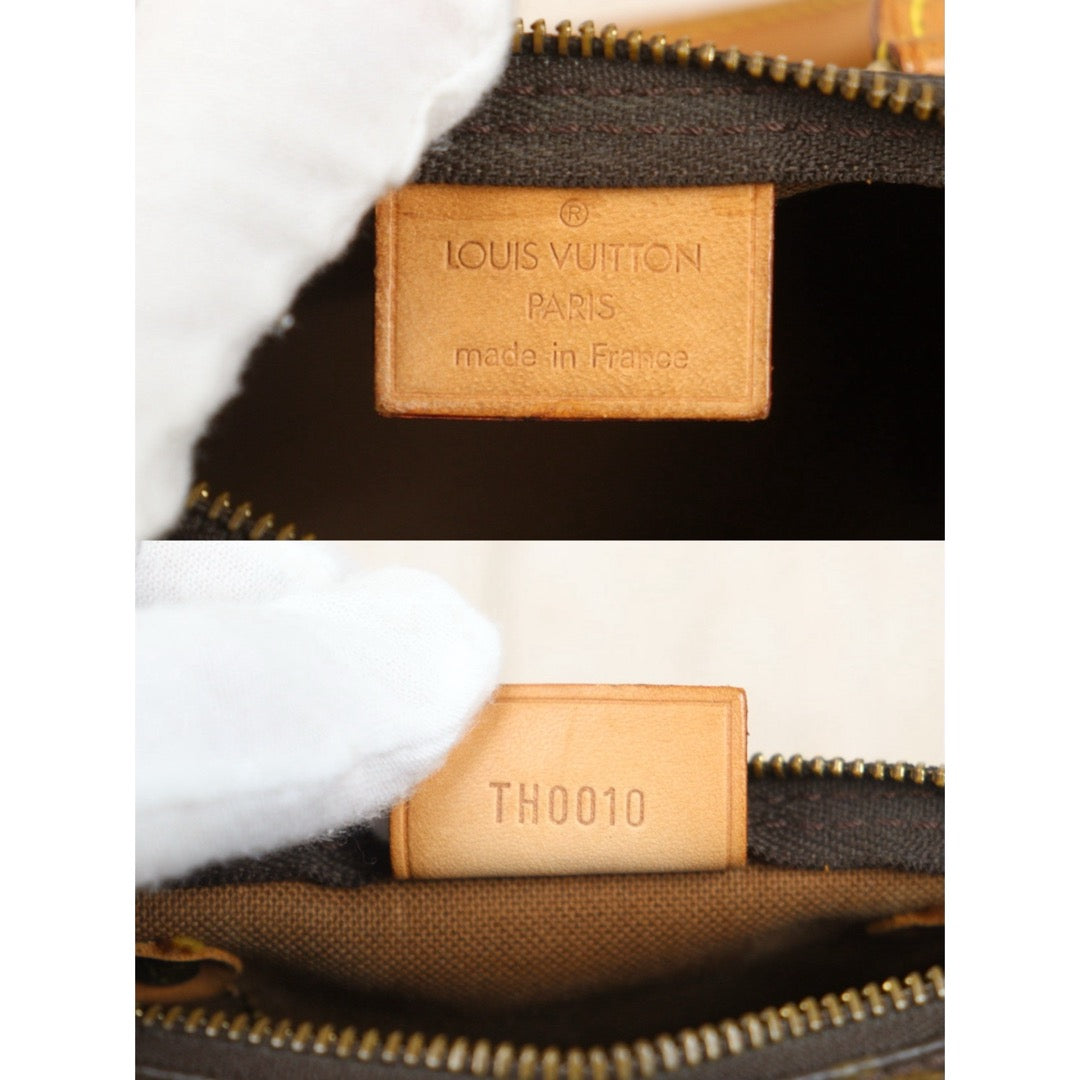 ®
LOUIS VUITTON
PARIS
made in France
TH0010